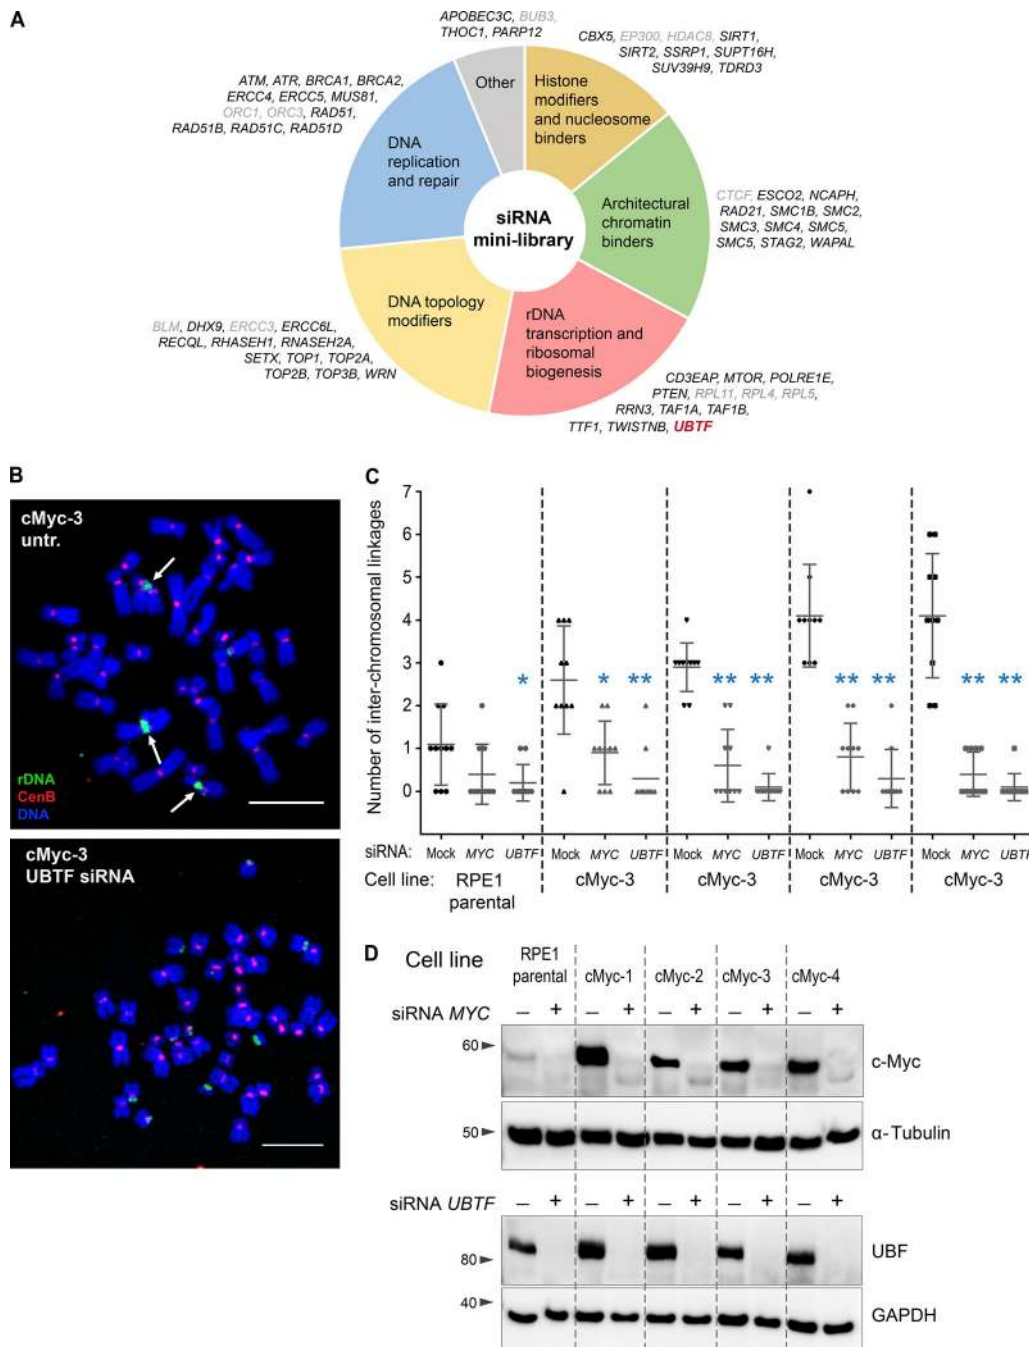 A
APOBEC3C, BUB3,
THOC1, PARP12
CBX5, EP300, HDAC8, SIRT1,
SIRT2, SSRP1, SUPT16H,
SUV39H9, TDRD3
ATM, ATR, BRCA1, BRCA2,
ERCC4, ERCC5, MUS81,
ORC1, ORC3, RAD51,
RAD51B, RAD51C, RAD51D
Other
Histone
modifiers
and nucleosome
binders
DNA
replication
and repair
siRNA
mini-library
Architectural
chromatin
binders
CTCF, ESCO2, NCAPH,
RAD21, SMC1B, SMC2,
SMC3, SMC4, SMC5,
SMC5, STAG2, WAPAL
DNA topology
modifiers
rDNA
transcription and
ribosomal
biogenesis
BLM, DHX9, ERCC3, ERCC6L,
RECQL, RHASEH1, RNASEH2A,
SETX, TOP1, TOP2A,
TOP2B, TOP3B, WRN
CD3EAP, MTOR, POLRE1E,
PTEN, RPL11, RPL4, RPL5,
RRN3, TAF1A, TAF1B,
TTF1, TWISTNB, UBTF
B
cMyc-3
untr.
rDNA
CenB
DNA
cMyc-3
UBTF siRNA
C
Number of inter-chromosomal linkages
7
6
5
4
3
2
1
0
* * ** ** ** ** ** ** **
siRNA: Mock MYC UBTF Mock MYC UBTF Mock MYC UBTF Mock MYC UBTF Mock MYC UBTF
Cell line: RPE1 parental cMyc-3 cMyc-3 cMyc-3 cMyc-3
D
Cell line RPE1 parental cMyc-1 cMyc-2 cMyc-3 cMyc-4
siRNA MYC – + – + – + – + – +
60
c-Myc
50
α-Tubulin
siRNA UBTF – + – + – + – + – +
80
UBF
40
GAPDH